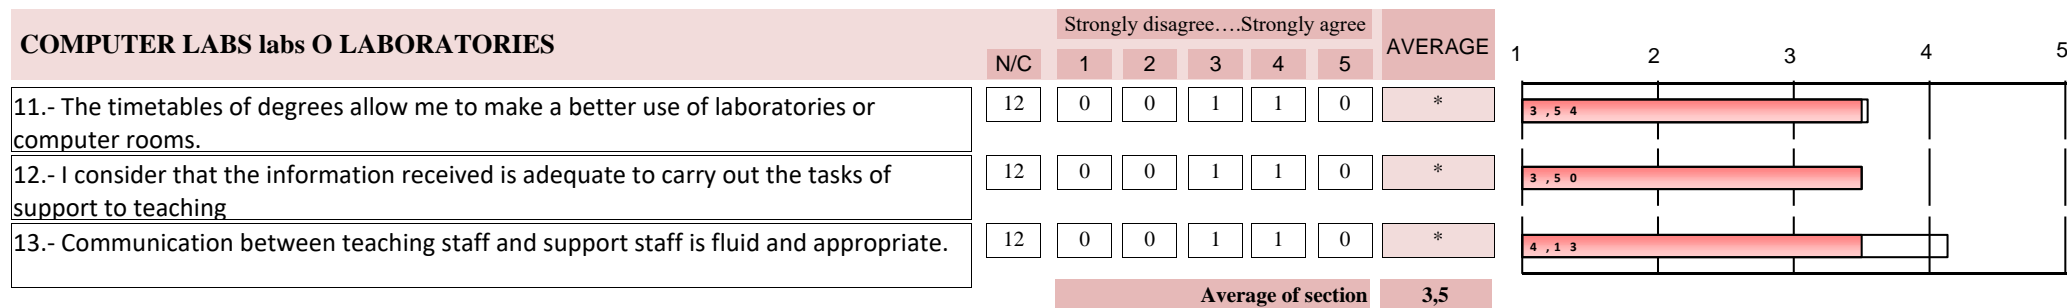 COMPUTER LABS labs O LABORATORIES
Strongly disagree….Strongly agree
N/C 1 2 3 4 5 AVERAGE
1 2 3 4 5
11.- The timetables of degrees allow me to make a better use of laboratories or
computer rooms.
12 0 0 1 1 0 *
3,54
12.- I consider that the information received is adequate to carry out the tasks of
support to teaching
12 0 0 1 1 0 *
3,50
13.- Communication between teaching staff and support staff is fluid and appropriate.
12 0 0 1 1 0 *
4,13
Average of section 3,5